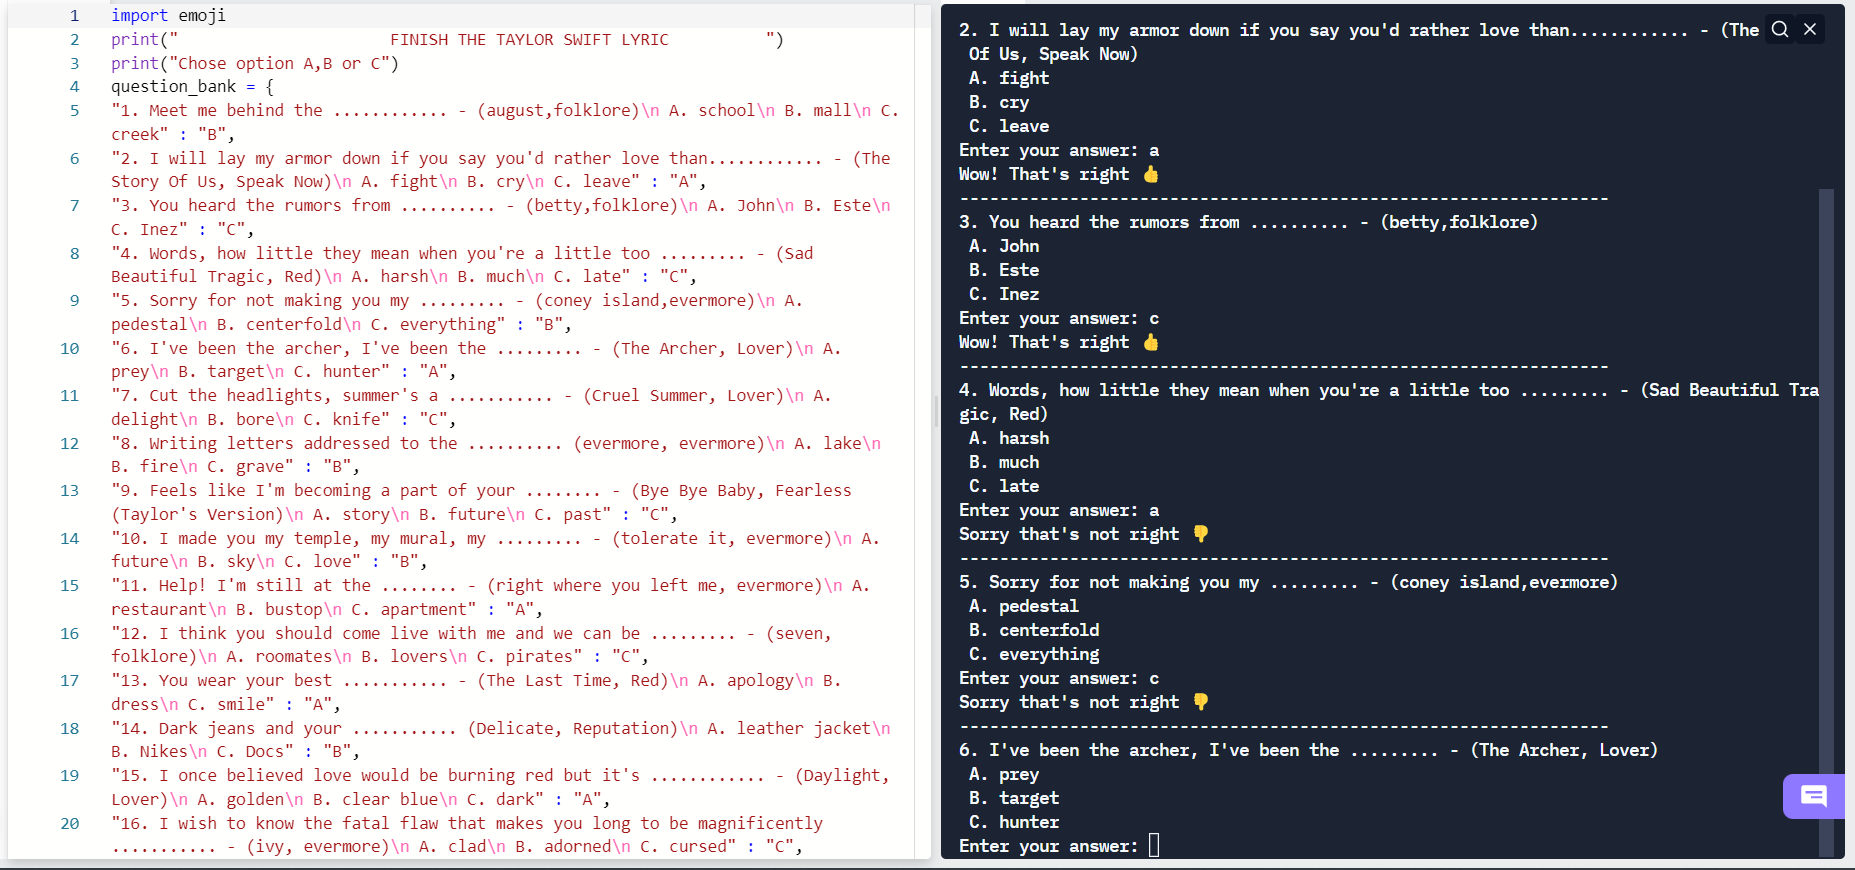 1 import emoji
2 print("                      FINISH THE TAYLOR SWIFT LYRIC          ")
3 print("Chose option A,B or C")
4 question_bank = {
5 "1. Meet me behind the ............ - (august,folklore)\n A. school\n B. mall\n C.
creek" : "B",
6 "2. I will lay my armor down if you say you'd rather love than............ - (The
Story Of Us, Speak Now)\n A. fight\n B. cry\n C. leave" : "A",
7 "3. You heard the rumors from .......... - (betty,folklore)\n A. John\n B. Este\n
C. Inez" : "C",
8 "4. Words, how little they mean when you're a little too ......... - (Sad
Beautiful Tragic, Red)\n A. harsh\n B. much\n C. late" : "C",
9 "5. Sorry for not making you my ......... - (coney island,evermore)\n A.
pedestal\n B. centerfold\n C. everything" : "B",
10 "6. I've been the archer, I've been the ......... - (The Archer, Lover)\n A.
prey\n B. target\n C. hunter" : "A",
11 "7. Cut the headlights, summer's a ........... - (Cruel Summer, Lover)\n A.
delight\n B. bore\n C. knife" : "C",
12 "8. Writing letters addressed to the .......... (evermore, evermore)\n A. lake\n
B. fire\n C. grave" : "B",
13 "9. Feels like I'm becoming a part of your ........ - (Bye Bye Baby, Fearless
(Taylor's Version)\n A. story\n B. future\n C. past" : "C",
14 "10. I made you my temple, my mural, my ......... - (tolerate it, evermore)\n A.
future\n B. sky\n C. love" : "B",
15 "11. Help! I'm still at the ........ - (right where you left me, evermore)\n A.
restaurant\n B. bustop\n C. apartment" : "A",
16 "12. I think you should come live with me and we can be ......... - (seven,
folklore)\n A. roomates\n B. lovers\n C. pirates" : "C",
17 "13. You wear your best ........... - (The Last Time, Red)\n A. apology\n B.
dress\n C. smile" : "A",
18 "14. Dark jeans and your ........... (Delicate, Reputation)\n A. leather jacket\n
B. Nikes\n C. Docs" : "B",
19 "15. I once believed love would be burning red but it's ............ - (Daylight,
Lover)\n A. golden\n B. clear blue\n C. dark" : "A",
20 "16. I wish to know the fatal flaw that makes you long to be magnificently
........... - (ivy, evermore)\n A. clad\n B. adorned\n C. cursed" : "C",
2. I will lay my armor down if you say you'd rather love than............ - (The
Of Us, Speak Now)
A. fight
B. cry
C. leave
Enter your answer: a
Wow! That's right 👍
-----------------------------------------------------------------
3. You heard the rumors from .......... - (betty,folklore)
A. John
B. Este
C. Inez
Enter your answer: c
Wow! That's right 👍
-----------------------------------------------------------------
4. Words, how little they mean when you're a little too ......... - (Sad Beautiful Tra
gic, Red)
A. harsh
B. much
C. late
Enter your answer: a
Sorry that's not right 👎
-----------------------------------------------------------------
5. Sorry for not making you my ......... - (coney island,evermore)
A. pedestal
B. centerfold
C. everything
Enter your answer: c
Sorry that's not right 👎
-----------------------------------------------------------------
6. I've been the archer, I've been the ......... - (The Archer, Lover)
A. prey
B. target
C. hunter
Enter your answer: